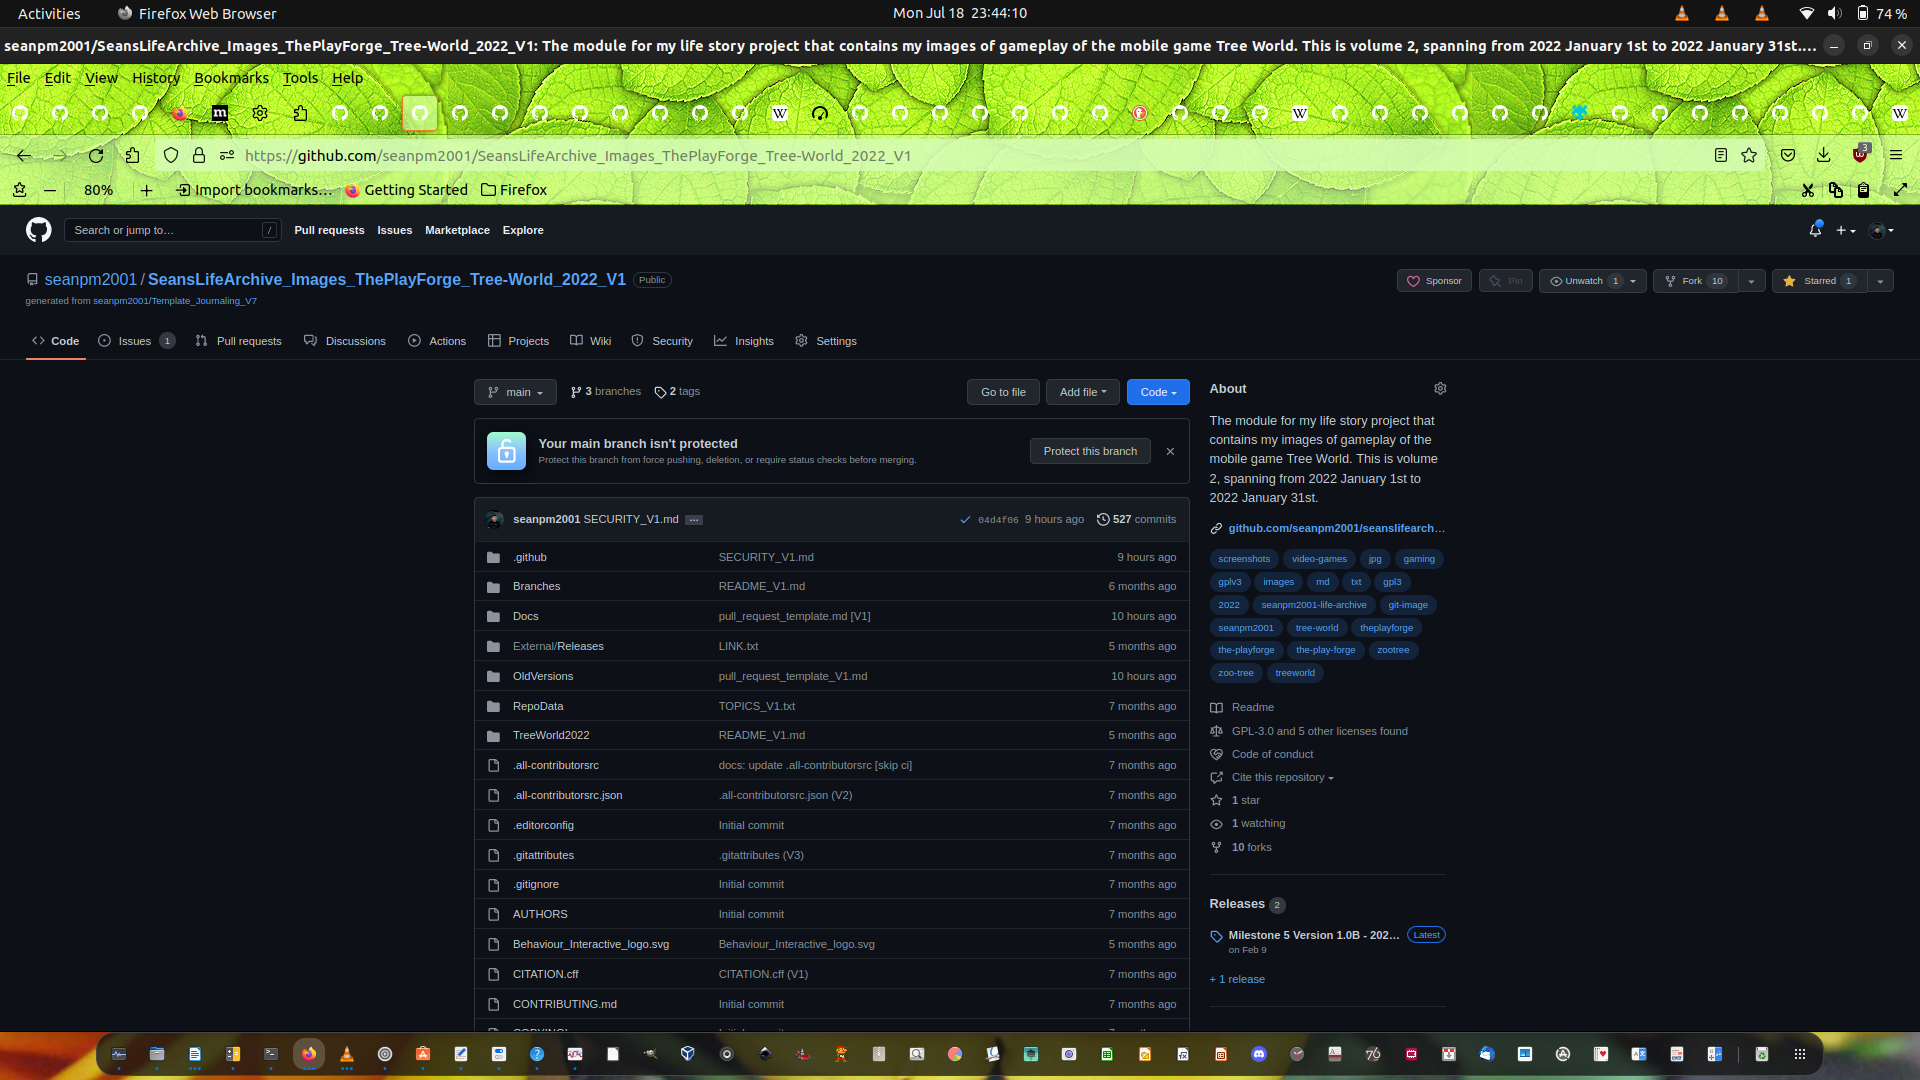 Activities
Firefox Web Browser
Mon Jul 18 23:44:10
74 %
seanpm2001/SeansLifeArchive_Images_ThePlayForge_Tree-World_2022_V1: The module for my life story project that contains my images of gameplay of the mobile game Tree World. This is volume 2, spanning from 2022 January 1st to 2022 January 31st....
File Edit View History Bookmarks Tools Help
https://github.com/seanpm2001/SeansLifeArchive_Images_ThePlayForge_Tree-World_2022_V1
3
80%
Import bookmarks...
Getting Started
Firefox
Search or jump to...
/
Pull requests Issues Marketplace Explore
seanpm2001 / SeansLifeArchive_Images_ThePlayForge_Tree-World_2022_V1 Public
generated from seanpm2001/Template_Journaling_V7
Sponsor
Pin
Unwatch 1
Fork 10
Starred 1
Code
Issues 1
Pull requests
Discussions
Actions
Projects
Wiki
Security
Insights
Settings
main
3 branches
2 tags
Go to file
Add file
Code
Your main branch isn't protected
Protect this branch from force pushing, deletion, or require status checks before merging.
Protect this branch
seanpm2001 SECURITY_V1.md ...
04d4f06 9 hours ago
527 commits
.github SECURITY_V1.md 9 hours ago
Branches README_V1.md 6 months ago
Docs pull_request_template.md [V1] 10 hours ago
External/Releases LINK.txt 5 months ago
OldVersions pull_request_template_V1.md 10 hours ago
RepoData TOPICS_V1.txt 7 months ago
TreeWorld2022 README_V1.md 5 months ago
.all-contributorsrc docs: update .all-contributorsrc [skip ci] 7 months ago
.all-contributorsrc.json .all-contributorsrc.json (V2) 7 months ago
.editorconfig Initial commit 7 months ago
.gitattributes .gitattributes (V3) 7 months ago
.gitignore Initial commit 7 months ago
AUTHORS Initial commit 7 months ago
Behaviour_Interactive_logo.svg Behaviour_Interactive_logo.svg 5 months ago
CITATION.cff CITATION.cff (V1) 7 months ago
CONTRIBUTING.md Initial commit 7 months ago
About
The module for my life story project that
contains my images of gameplay of the
mobile game Tree World. This is volume
2, spanning from 2022 January 1st to
2022 January 31st.
github.com/seanpm2001/seanslifearch...
screenshots video-games jpg gaming
gplv3 images md txt gpl3
2022 seanpm2001-life-archive git-image
seanpm2001 tree-world theplayforge
the-playforge the-play-forge zootree
zoo-tree treeworld
Readme
GPL-3.0 and 5 other licenses found
Code of conduct
Cite this repository
1 star
1 watching
10 forks
Releases 2
Milestone 5 Version 1.0B - 202... Latest
on Feb 9
+ 1 release